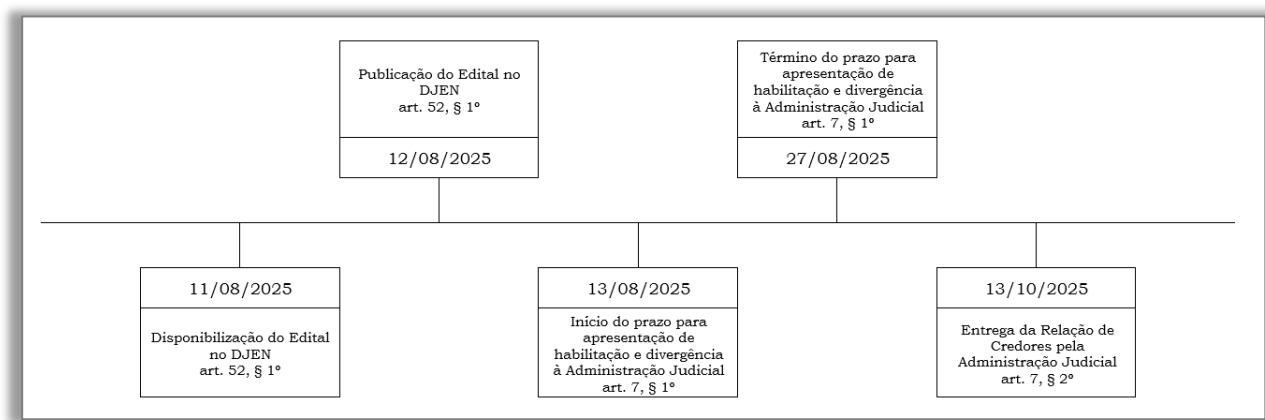 Publicação do Edital no
DJEN
art. 52, § 1º
12/08/2025
Término do prazo para
apresentação de
habilitação e divergência
à Administração Judicial
art. 7, § 1º
27/08/2025
11/08/2025
Disponibilização do Edital
no DJEN
art. 52, § 1º
13/08/2025
Início do prazo para
apresentação de
habilitação e divergência
à Administração Judicial
art. 7, § 1º
13/10/2025
Entrega da Relação de
Credores pela
Administração Judicial
art. 7, § 2º